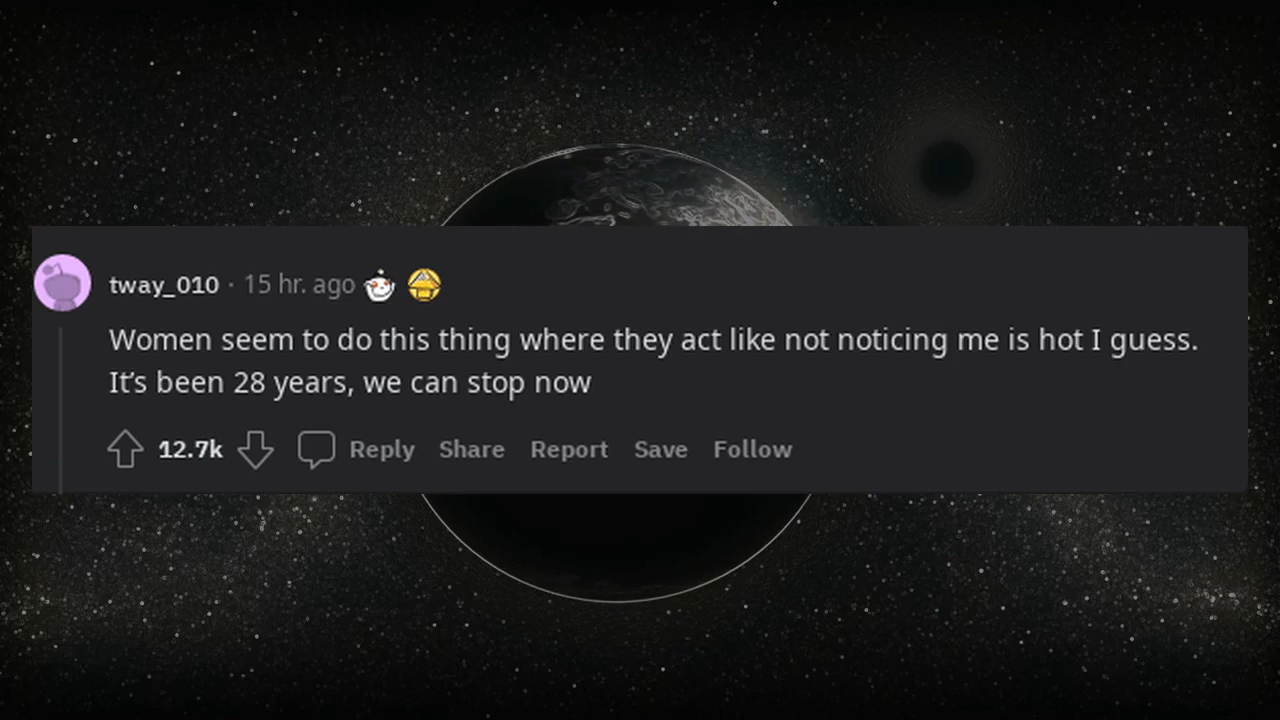 tway_010 · 15 hr. ago
Women seem to do this thing where they act like not noticing me is hot I guess.
It’s been 28 years, we can stop now
12.7k Reply Share Report Save Follow